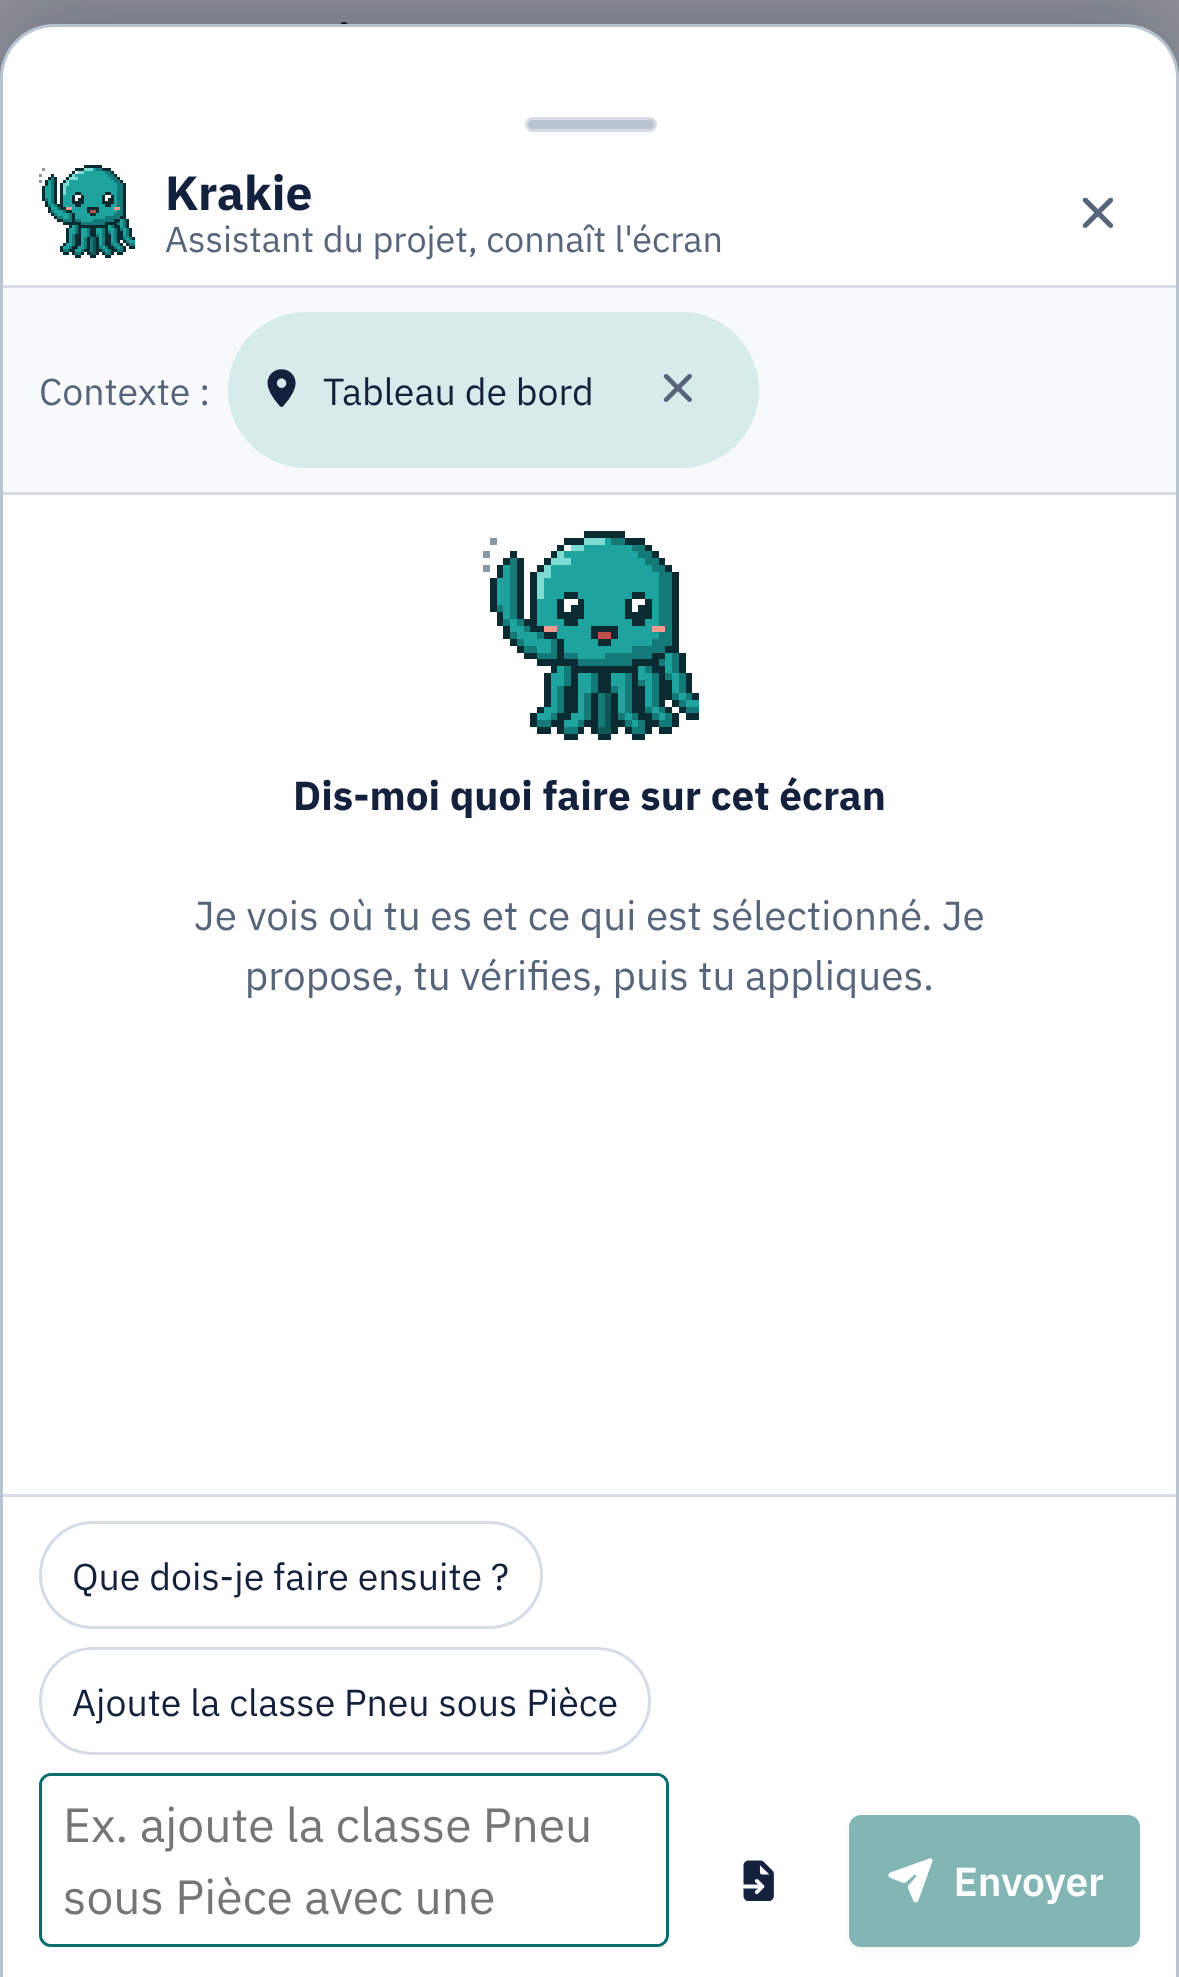 Krakie
Assistant du projet, connaît l'écran
Contexte :
Tableau de bord
Dis-moi quoi faire sur cet écran
Je vois où tu es et ce qui est sélectionné. Je
propose, tu vérifies, puis tu appliques.
Que dois-je faire ensuite ?
Ajoute la classe Pneu sous Pièce
Ex. ajoute la classe Pneu
sous Pièce avec une
Envoyer